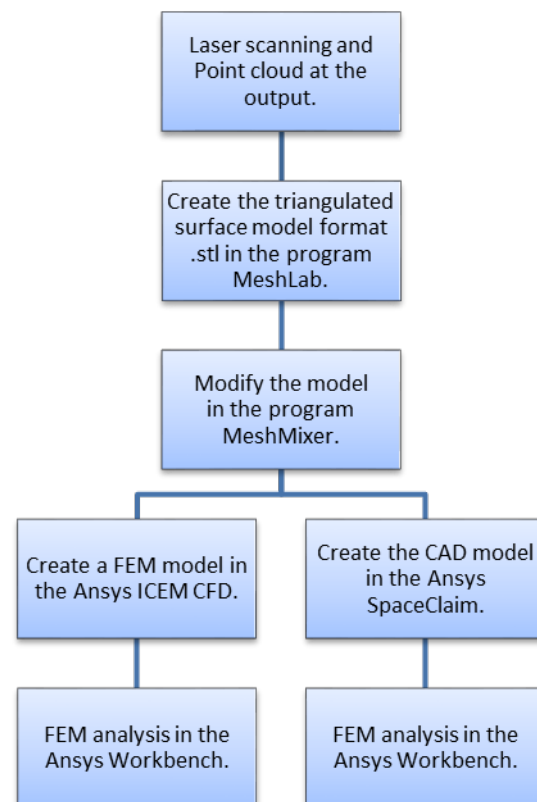 Laser scanning and
Point cloud at the
output.
Create the triangulated
surface model format
.stl in the program
MeshLab.
Modify the model
in the program
MeshMixer.
Create a FEM model in
the Ansys ICEM CFD.
Create the CAD model
in the Ansys
SpaceClaim.
FEM analysis in the
Ansys Workbench.
FEM analysis in the
Ansys Workbench.